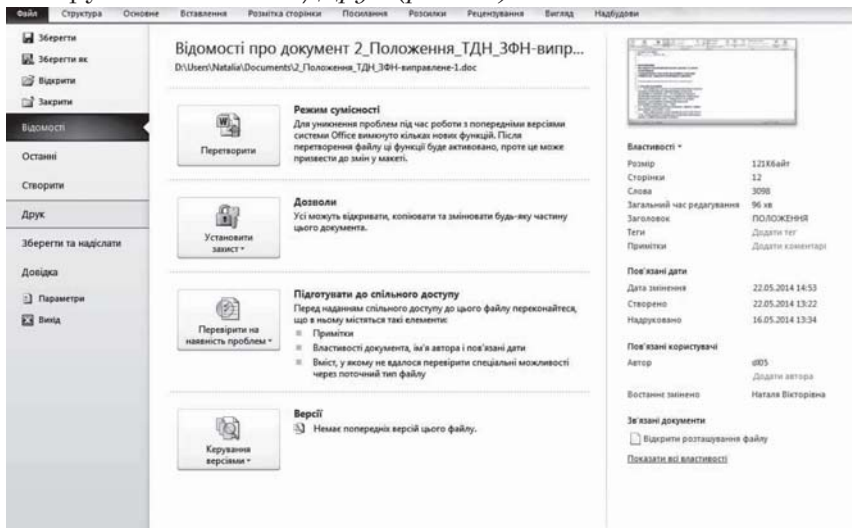 Файл Структура Основне Вставлення Розмітка сторінки Посилання Розсилки Рецензування Вигляд Надбудови
Зберегти
Зберегти як
Відкрити
Закрити
Відомості
Останні
Створити
Друк
Зберегти та надіслати
Довідка
Параметри
Вихід
Відомості про документ 2_Положення_ТДН_ЗФН-випр...
D:\Users\Natalia\Documents\2_Положення_ТДН_ЗФН-виправлене-1.doc
Перетворити
Режим сумісності
Для уникнення проблем під час роботи з попередніми версіями
системи Office вимкнуто кілька нових функцій. Після
перетворення файлу ці функції буде активовано, проте це може
призвести до змін у макеті.
Установити
захист
Дозволи
Усі можуть відкривати, копіювати та змінювати будь-яку частину
цього документа.
Перевірити на
наявність проблем
Підготувати до спільного доступу
Перед наданням спільного доступу до цього файлу переконайтеся,
що в ньому містяться такі елементи:
Примітки
Властивості документа, ім'я автора і пов'язані дати
Вміст, у якому не вдалося перевірити спеціальні можливості
через поточний тип файлу
Керування
версіями
Версії
Немає попередніх версій цього файлу.
Властивості
Розмір 121Кбайт
Сторінки 12
Слова 3098
Загальний час редагування 96 хв
Заголовок ПОЛОЖЕННЯ
Теги Додати тег
Примітки Додати коментарі
Пов'язані дати
Дата змінення 22.05.2014 14:53
Створено 22.05.2014 13:22
Надруковано 16.05.2014 13:34
Пов'язані користувачі
Автор dl05
Додати автора
Востаннє змінено Наталя Вікторівна
Зв'язані документи
Відкрити розташування файлу
Показати всі властивості